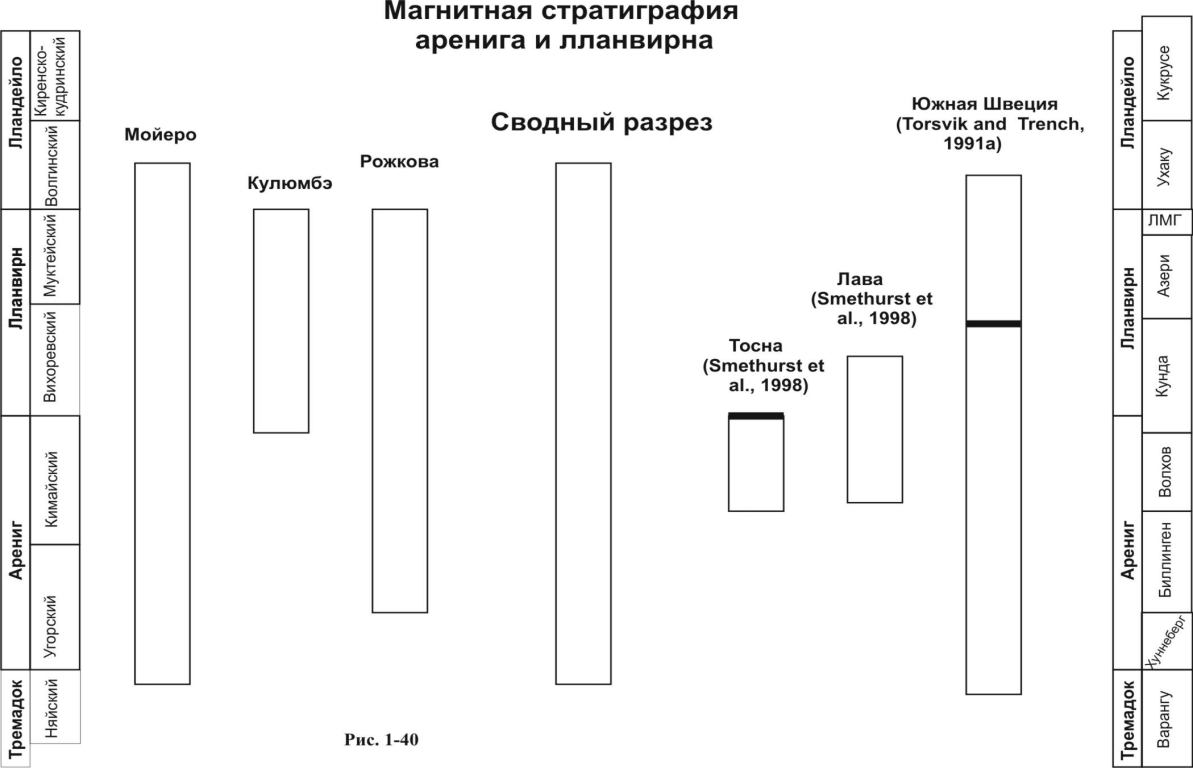 Магнитная стратиграфия
аренига и лланвирна
Лландейло
Лланвирн
Арениг
Тремадок
Киренско-
кудринский
Волгинский
Муктейский
Вихоревский
Кимайский
Угорский
Няйский
Мойеро
Кулюмбэ
Рожкова
Сводный разрез
Тосна
(Smethurst et
al., 1998)
Лава
(Smethurst et
al., 1998)
Южная Швеция
(Torsvik and Trench,
1991a)
Лландейло
Лланвирн
Арениг
Тремадок
Кукрусе
Ухаку
ЛМГ
Азери
Кунда
Волхов
Биллинген
Хуннеберг
Варангу
Рис. 1-40